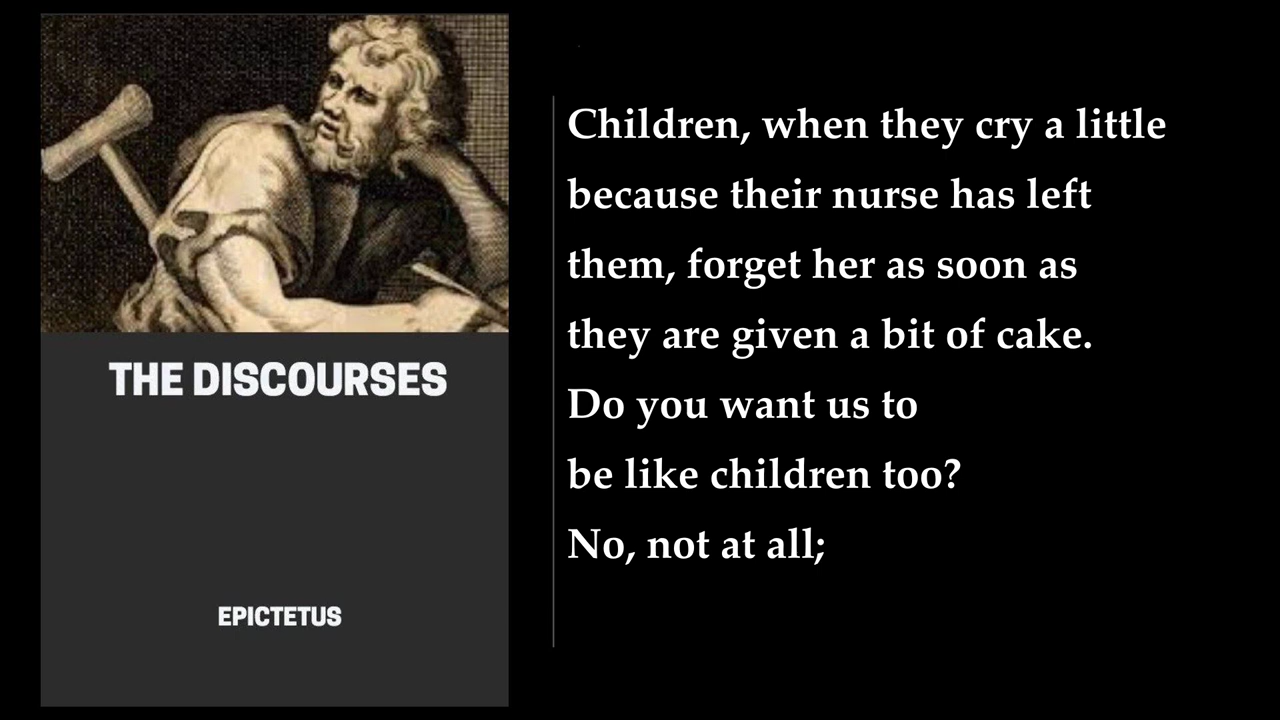 THE DISCOURSES
EPICTETUS
Children, when they cry a little
because their nurse has left
them, forget her as soon as
they are given a bit of cake.
Do you want us to
be like children too?
No, not at all;